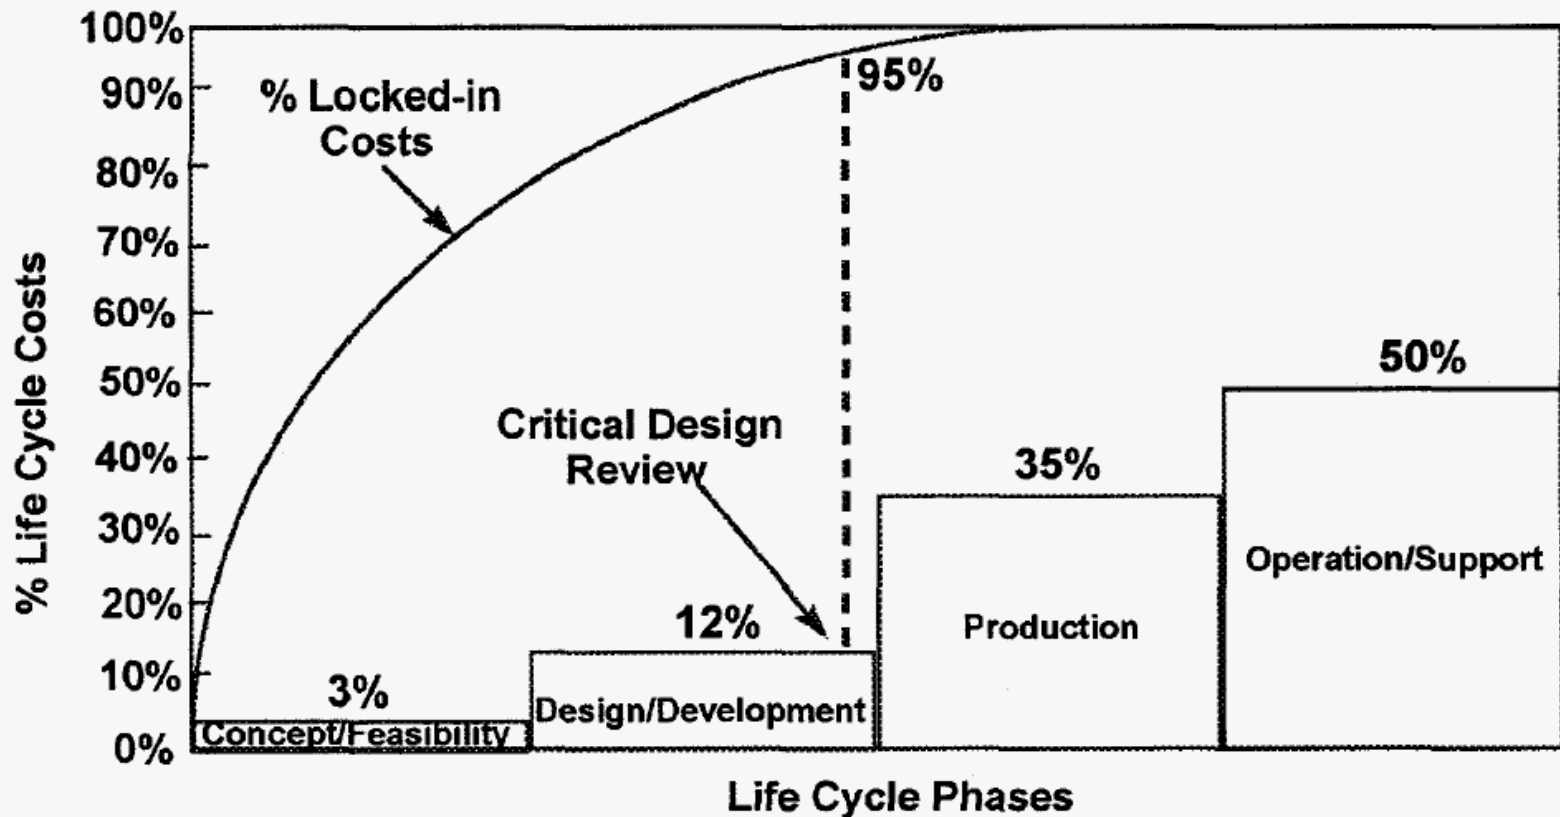 100%
90%
80%
70%
60%
50%
40%
30%
20%
10%
0%
% Life Cycle Costs
% Locked-in
Costs
95%
Critical Design
Review
3%
Concept/Feasibility
12%
Design/Development
35%
Production
50%
Operation/Support
Life Cycle Phases